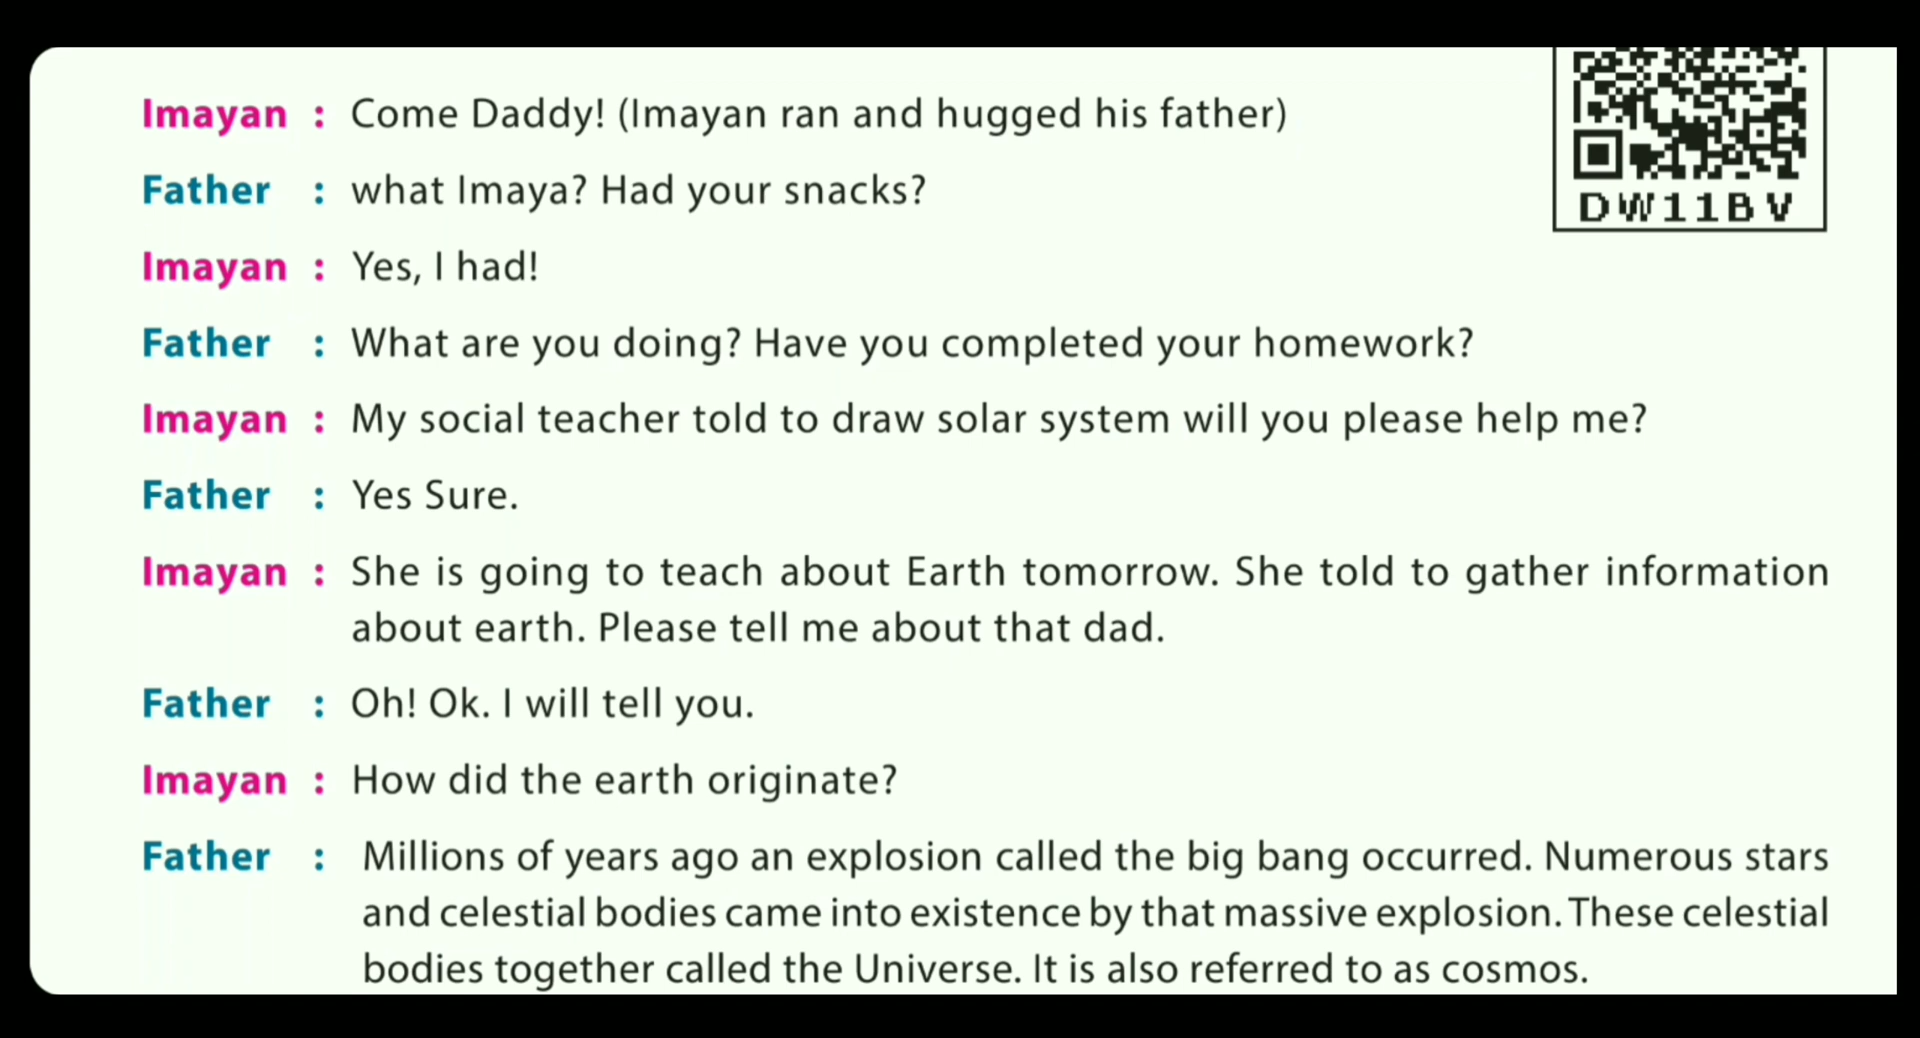 Imayan : Come Daddy! (Imayan ran and hugged his father)
Father : what Imaya? Had your snacks?
Imayan : Yes, I had!
Father : What are you doing? Have you completed your homework?
Imayan : My social teacher told to draw solar system will you please help me?
Father : Yes Sure.
Imayan : She is going to teach about Earth tomorrow. She told to gather information
about earth. Please tell me about that dad.
Father : Oh! Ok. I will tell you.
Imayan : How did the earth originate?
Father : Millions of years ago an explosion called the big bang occurred. Numerous stars
and celestial bodies came into existence by that massive explosion. These celestial
bodies together called the Universe. It is also referred to as cosmos.
DW11BV